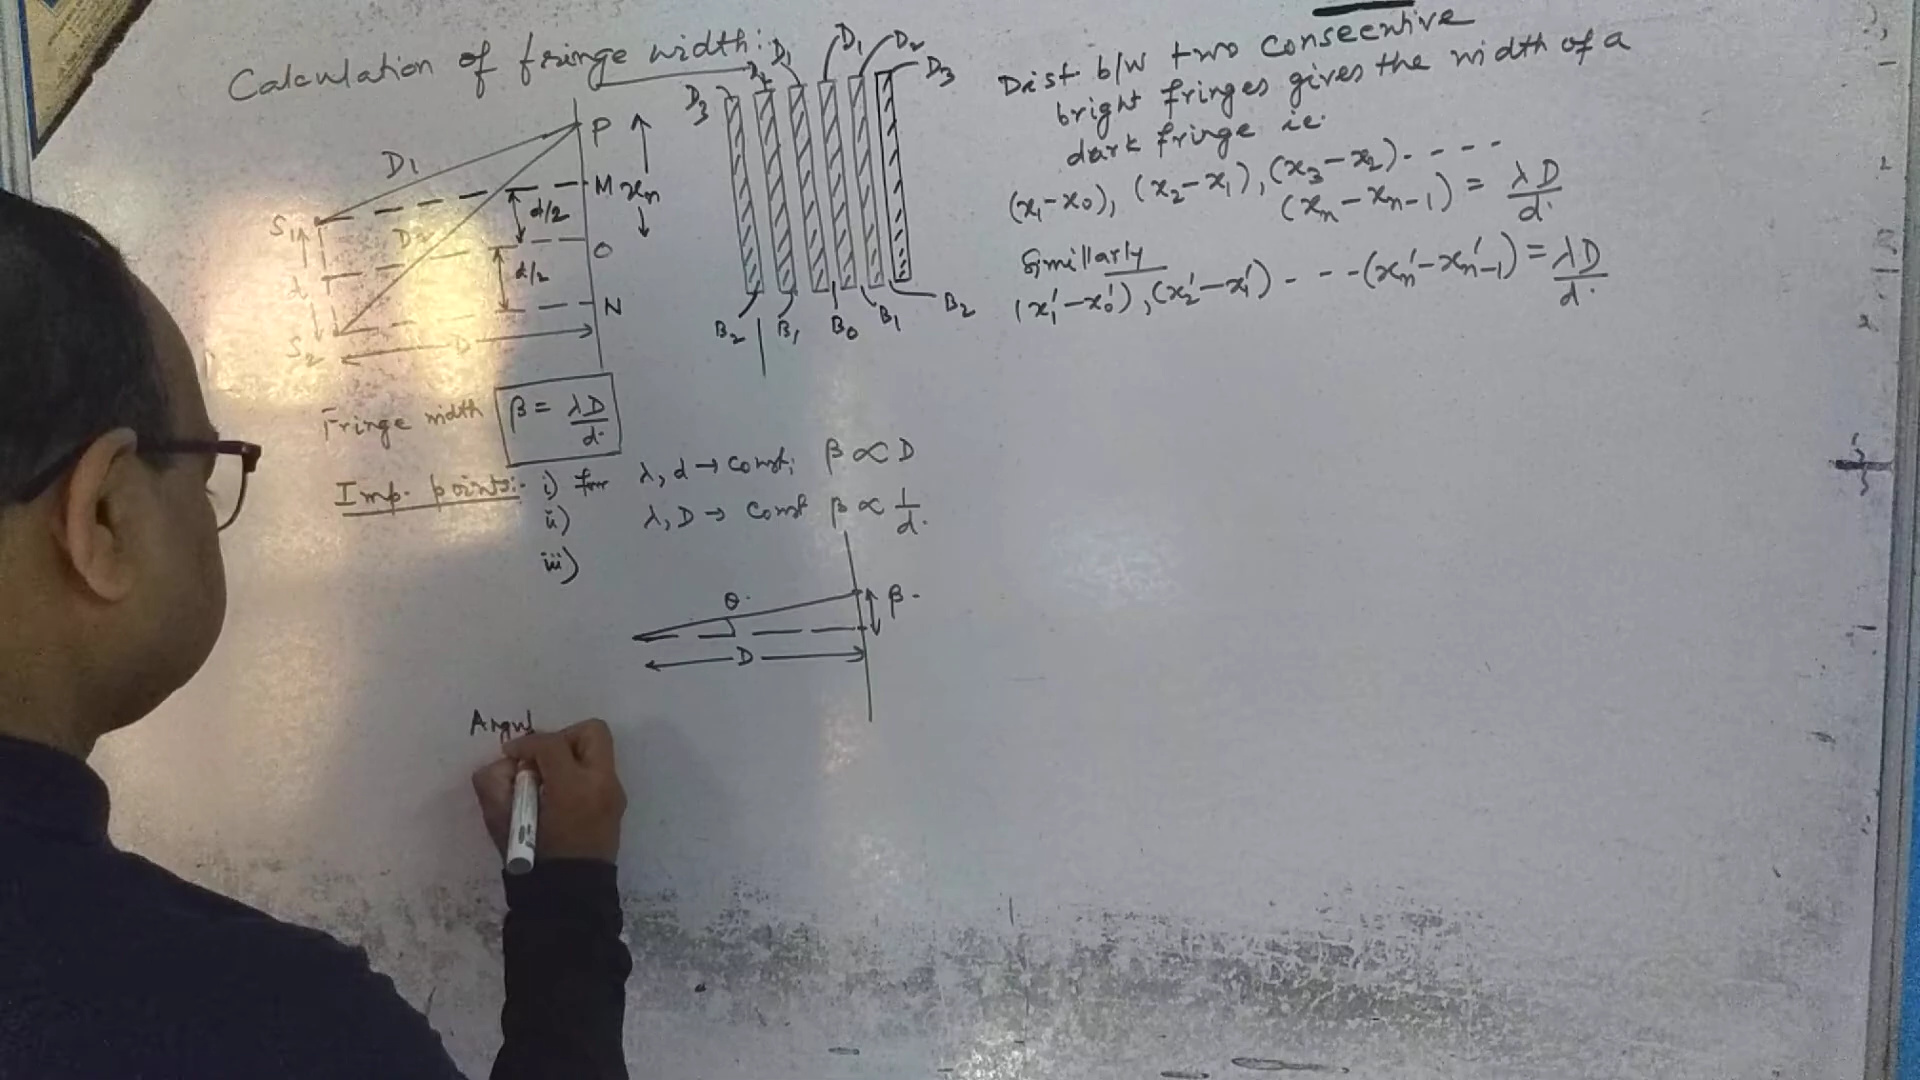 Calculation of fringe width:
D3 D2 D1 D1 D2 D3
P
D1
M xn
S1 d/2
D2
O
d d/2
N
S2 D
B2 B1 B0 B1 B2
Fringe width β = λD/d.
Imp. points:- i) for λ, d → const; β ∝ D
ii) λ, D → const β ∝ 1/d.
iii)
θ. β.
D
Angul
Dist. b/w two consecutive
bright fringes gives the width of a
dark fringe ie.
(x1-x0), (x2-x1), (x3-x2)- - - -
(xn-xn-1) = λD/d.
Simillarly
(x1'-x0'), (x2'-x1') - - - (xn'-xn'-1) = λD/d.